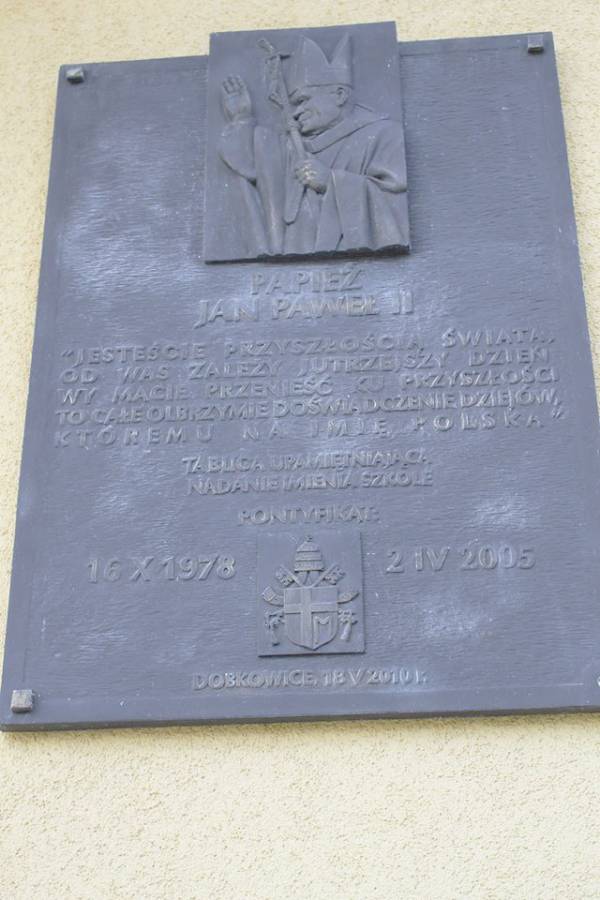 PAPIEŻ
JAN PAWEŁ II
"JESTEŚCIE PRZYSZŁOŚCIĄ ŚWIATA,
OD WAS ZALEŻY JUTRZEJSZY DZIEŃ
WY MACIE PRZENIEŚĆ KU PRZYSZŁOŚCI
TO CAŁE OLBRZYMIE DOŚWIADCZENIE DZIEJÓW,
KTÓREMU NA IMIĘ, POLSKA"
TABLICA UPAMIĘTNIAJĄCA
NADANIE IMIENIA SZKOLE
PONTYFIKAT:
16 X 1978 2 IV 2005
M
DOBKOWICE, 18 V 2010 r.